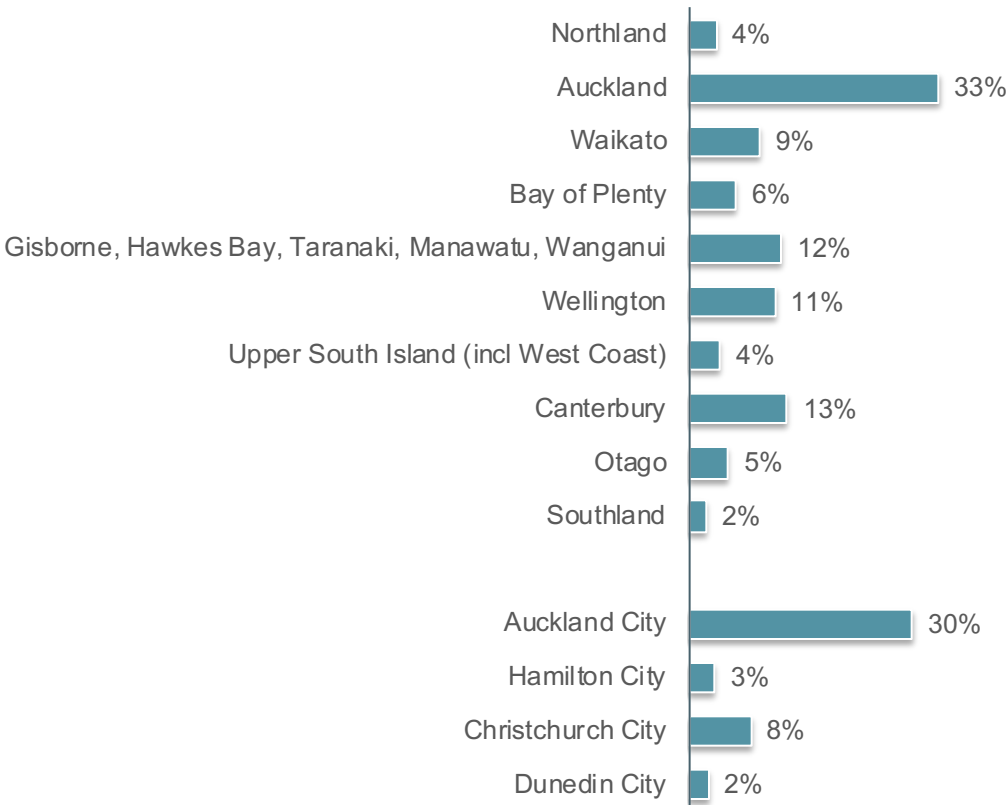 Northland 4%
Auckland 33%
Waikato 9%
Bay of Plenty 6%
Gisborne, Hawkes Bay, Taranaki, Manawatu, Wanganui 12%
Wellington 11%
Upper South Island (incl West Coast) 4%
Canterbury 13%
Otago 5%
Southland 2%
Auckland City 30%
Hamilton City 3%
Christchurch City 8%
Dunedin City 2%